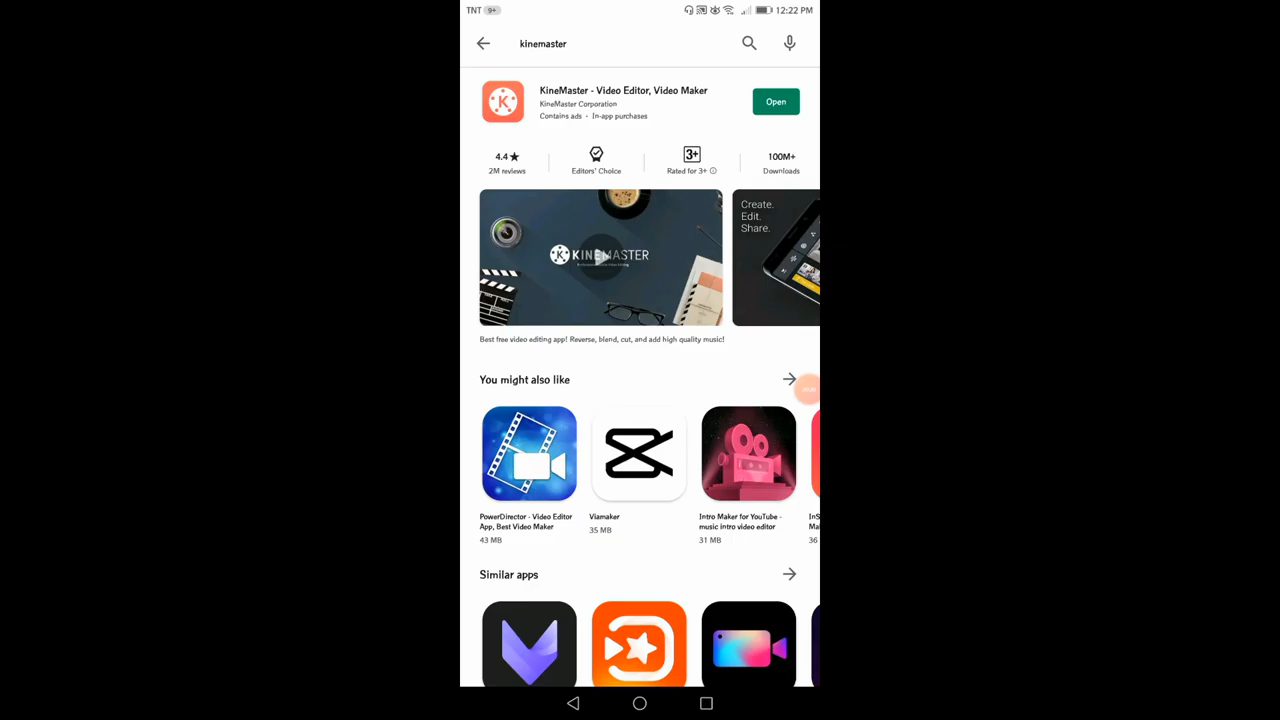 TNT 9+ 12:22 PM
kinemaster
KineMaster - Video Editor, Video Maker
KineMaster Corporation
Contains ads • In-app purchases
Open
4.4★ 3+ 100M+
2M reviews Editors' Choice Rated for 3+ Downloads
KINEMASTER
Create.
Edit.
Share.
Best free video editing app! Reverse, blend, cut, and add high quality music!
You might also like
PowerDirector - Video Editor Viamaker Intro Maker for YouTube - InS
App, Best Video Maker 35 MB music intro video editor Ma
43 MB 31 MB 36
Similar apps